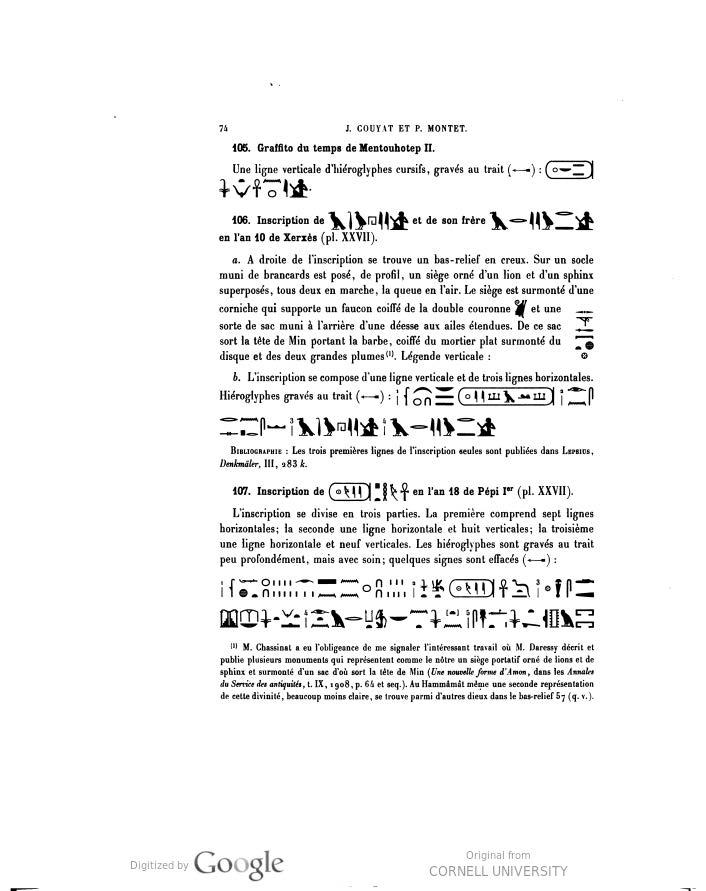 74 J. COUYAT ET P. MONTET.
105. Graffito du temps de Mentouhotep II.
Une ligne verticale d'hiéroglyphes cursifs, gravés au trait (←) :
106. Inscription de et de son frère
en l'an 10 de Xerxès (pl. XXVII).
a. A droite de l'inscription se trouve un bas-relief en creux. Sur un socle
muni de brancards est posé, de profil, un siège orné d'un lion et d'un sphinx
superposés, tous deux en marche, la queue en l'air. Le siège est surmonté d'une
corniche qui supporte un faucon coiffé de la double couronne et une
sorte de sac muni à l'arrière d'une déesse aux ailes étendues. De ce sac
sort la tête de Min portant la barbe, coiffé du mortier plat surmonté du
disque et des deux grandes plumes (1). Légende verticale :
b. L'inscription se compose d'une ligne verticale et de trois lignes horizontales.
Hiéroglyphes gravés au trait (←) :
BIBLIOGRAPHIE : Les trois premières lignes de l'inscription seules sont publiées dans LEPSIUS,
Denkmäler, III, 283 k.
107. Inscription de en l'an 18 de Pépi Ier (pl. XXVII).
L'inscription se divise en trois parties. La première comprend sept lignes
horizontales; la seconde une ligne horizontale et huit verticales; la troisième
une ligne horizontale et neuf verticales. Les hiéroglyphes sont gravés au trait
peu profondément, mais avec soin; quelques signes sont effacés (←) :
(1) M. Chassinat a eu l'obligeance de me signaler l'intéressant travail où M. Daressy décrit et
publie plusieurs monuments qui représentent comme le nôtre un siège portatif orné de lions et de
sphinx et surmonté d'un sac d'où sort la tête de Min (Une nouvelle forme d'Amon, dans les Annales
du Service des antiquités, t. IX, 1908, p. 64 et seq.). Au Hammâmât même une seconde représentation
de cette divinité, beaucoup moins claire, se trouve parmi d'autres dieux dans le bas-relief 57 (q. v.).
Digitized by Google
Original from
CORNELL UNIVERSITY